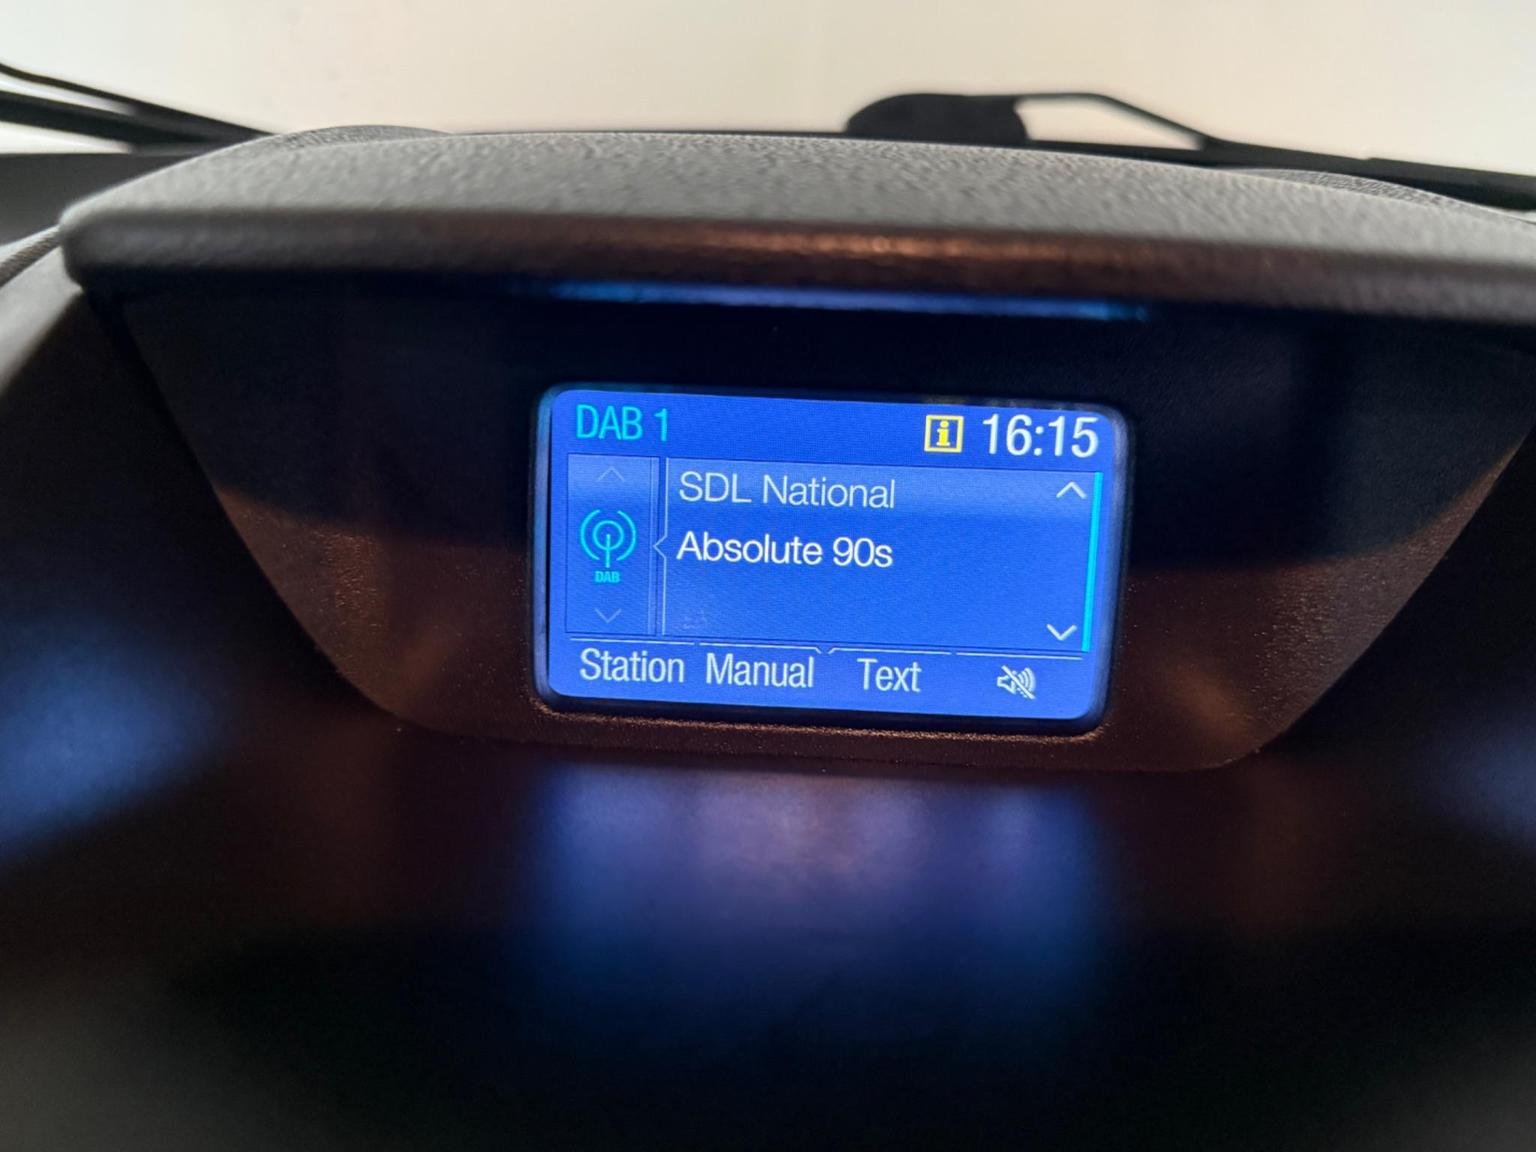 DAB 1 i 16:15
SDL National
Absolute 90s
DAB
Station Manual Text